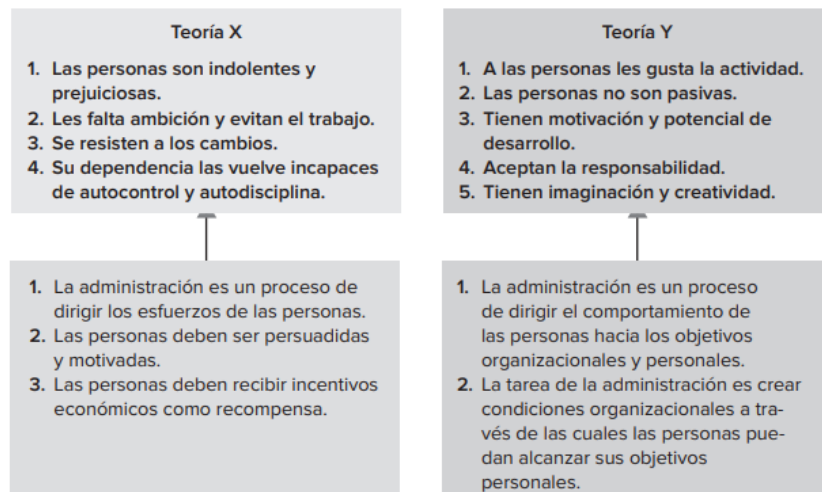 Teoría X
1. Las personas son indolentes y
prejuiciosas.
2. Les falta ambición y evitan el trabajo.
3. Se resisten a los cambios.
4. Su dependencia las vuelve incapaces
de autocontrol y autodisciplina.
1. La administración es un proceso de
dirigir los esfuerzos de las personas.
2. Las personas deben ser persuadidas
y motivadas.
3. Las personas deben recibir incentivos
económicos como recompensa.
Teoría Y
1. A las personas les gusta la actividad.
2. Las personas no son pasivas.
3. Tienen motivación y potencial de
desarrollo.
4. Aceptan la responsabilidad.
5. Tienen imaginación y creatividad.
1. La administración es un proceso
de dirigir el comportamiento de
las personas hacia los objetivos
organizacionales y personales.
2. La tarea de la administración es crear
condiciones organizacionales a tra-
vés de las cuales las personas pue-
dan alcanzar sus objetivos
personales.